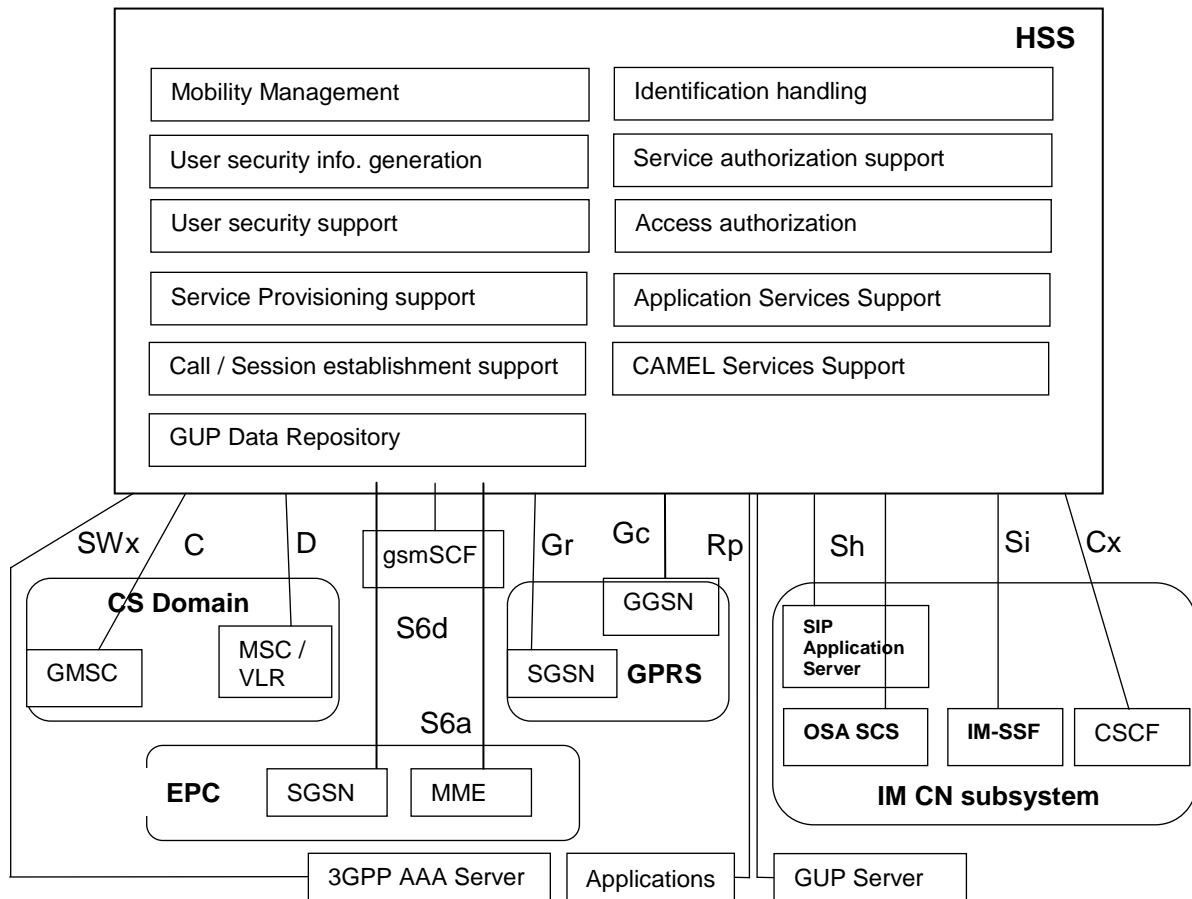 HSS
Mobility Management
Identification handling
User security info. generation
Service authorization support
User security support
Access authorization
Service Provisioning support
Application Services Support
Call / Session establishment support
CAMEL Services Support
GUP Data Repository
SWx
C
D
gsmSCF
Gr
Gc
Rp
Sh
Si
Cx
CS Domain
GMSC
MSC /
VLR
S6d
S6a
GGSN
SGSN
GPRS
SIP
Application
Server
OSA SCS
IM-SSF
CSCF
IM CN subsystem
EPC
SGSN
MME
3GPP AAA Server
Applications
GUP Server